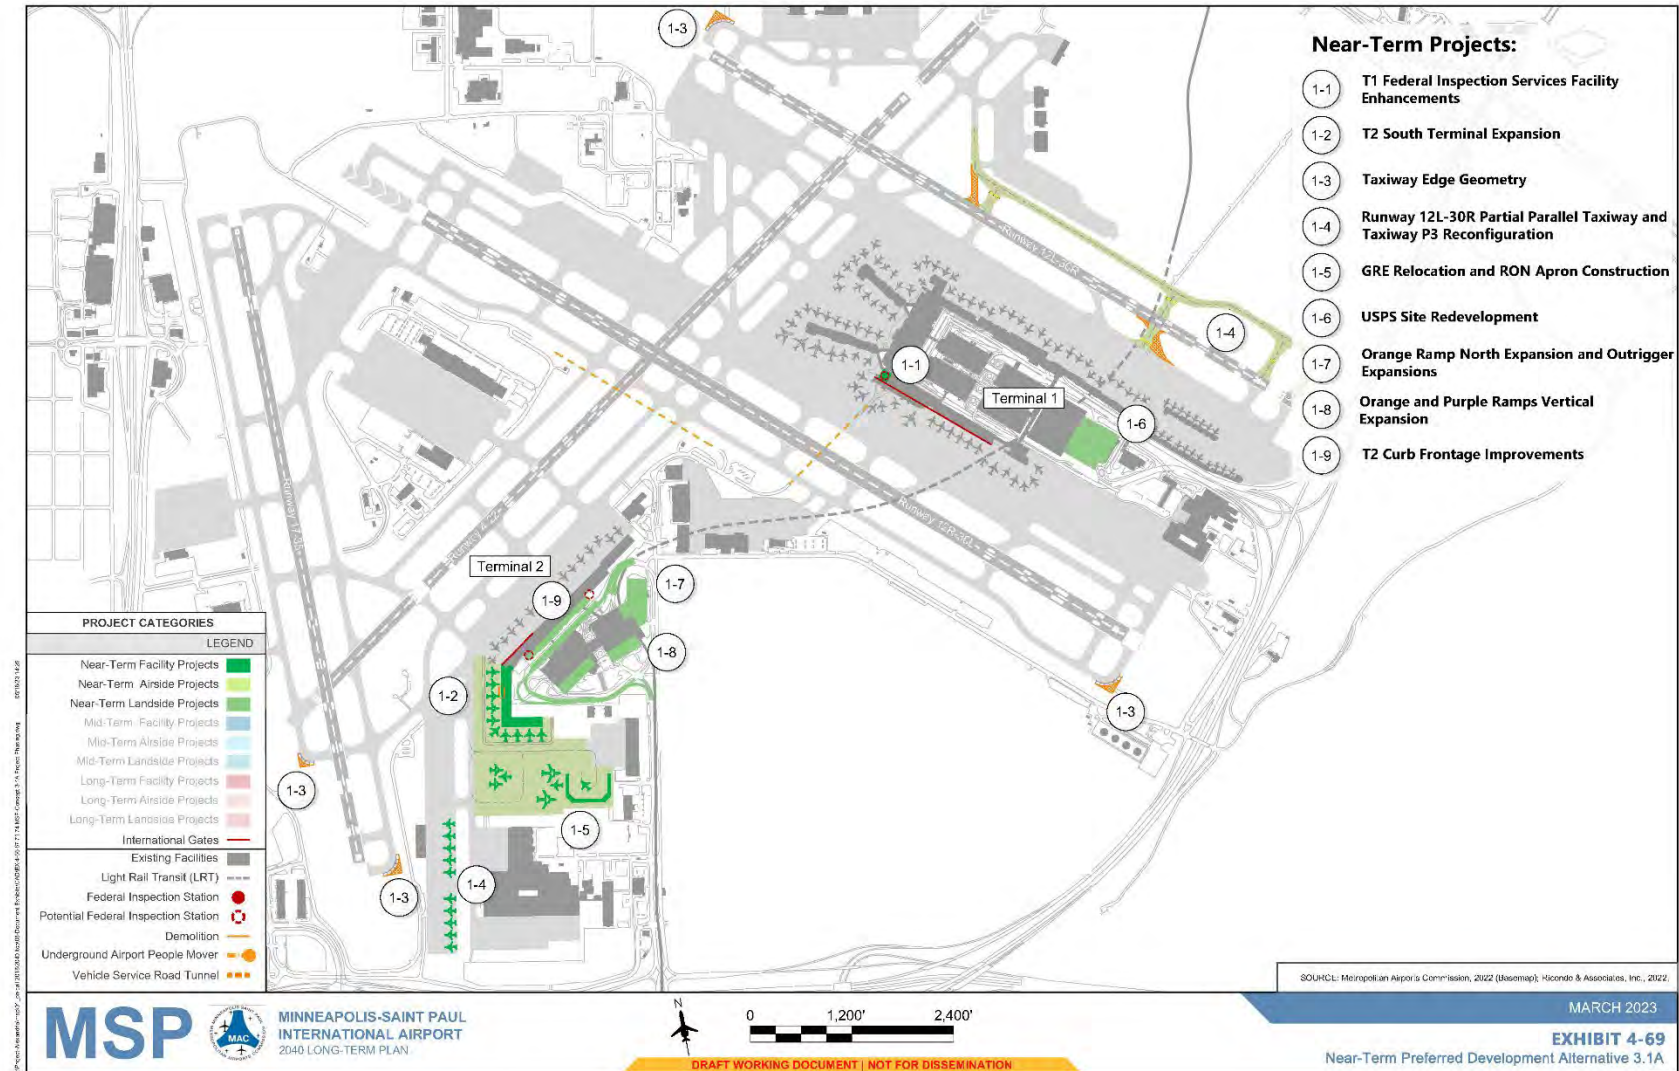 Near-Term Projects:
1-1 T1 Federal Inspection Services Facility
Enhancements
1-2 T2 South Terminal Expansion
1-3 Taxiway Edge Geometry
1-4 Runway 12L-30R Partial Parallel Taxiway and
Taxiway P3 Reconfiguration
1-5 GRE Relocation and RON Apron Construction
1-6 USPS Site Redevelopment
1-7 Orange Ramp North Expansion and Outrigger
Expansions
1-8 Orange and Purple Ramps Vertical
Expansion
1-9 T2 Curb Frontage Improvements
1-3
Runway 12L-30R
1-4
1-1
Terminal 1
1-6
Runway 17-35
Runway 4-22
Runway 12R-30L
Terminal 2
1-7
1-9
1-8
1-2
1-3
1-3
1-5
1-4
1-3
PROJECT CATEGORIES
LEGEND
Near-Term Facility Projects
Near-Term Airside Projects
Near-Term Landside Projects
Mid-Term Facility Projects
Mid-Term Airside Projects
Mid-Term Landside Projects
Long-Term Facility Projects
Long-Term Airside Projects
Long-Term Landside Projects
International Gates
Existing Facilities
Light Rail Transit (LRT)
Federal Inspection Station
Potential Federal Inspection Station
Demolition
Underground Airport People Mover
Vehicle Service Road Tunnel
SOURCE: Metropolitan Airports Commission, 2022 (Basemap); Ricondo & Associates, Inc., 2022.
MSP
MAC
MINNEAPOLIS-SAINT PAUL
INTERNATIONAL AIRPORT
2040 LONG-TERM PLAN
N
0 1,200' 2,400'
DRAFT WORKING DOCUMENT | NOT FOR DISSEMINATION
MARCH 2023
EXHIBIT 4-69
Near-Term Preferred Development Alternative 3.1A